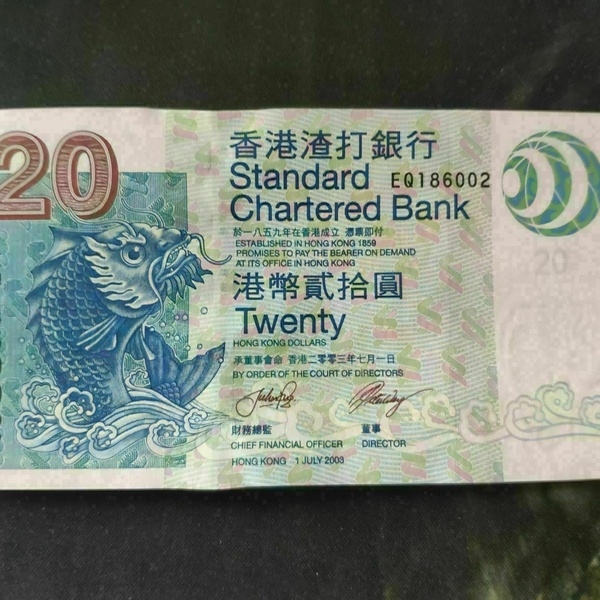 20
香港渣打銀行
Standard
Chartered Bank
EQ186002
於一八五九年在香港成立 憑票即付
ESTABLISHED IN HONG KONG 1859
PROMISES TO PAY THE BEARER ON DEMAND
AT ITS OFFICE IN HONG KONG
港幣貳拾圓
Twenty
HONG KONG DOLLARS
承董事會命 香港二零零三年七月一日
BY ORDER OF THE COURT OF DIRECTORS
財務總監 董事
CHIEF FINANCIAL OFFICER DIRECTOR
HONG KONG 1 JULY 2003
20